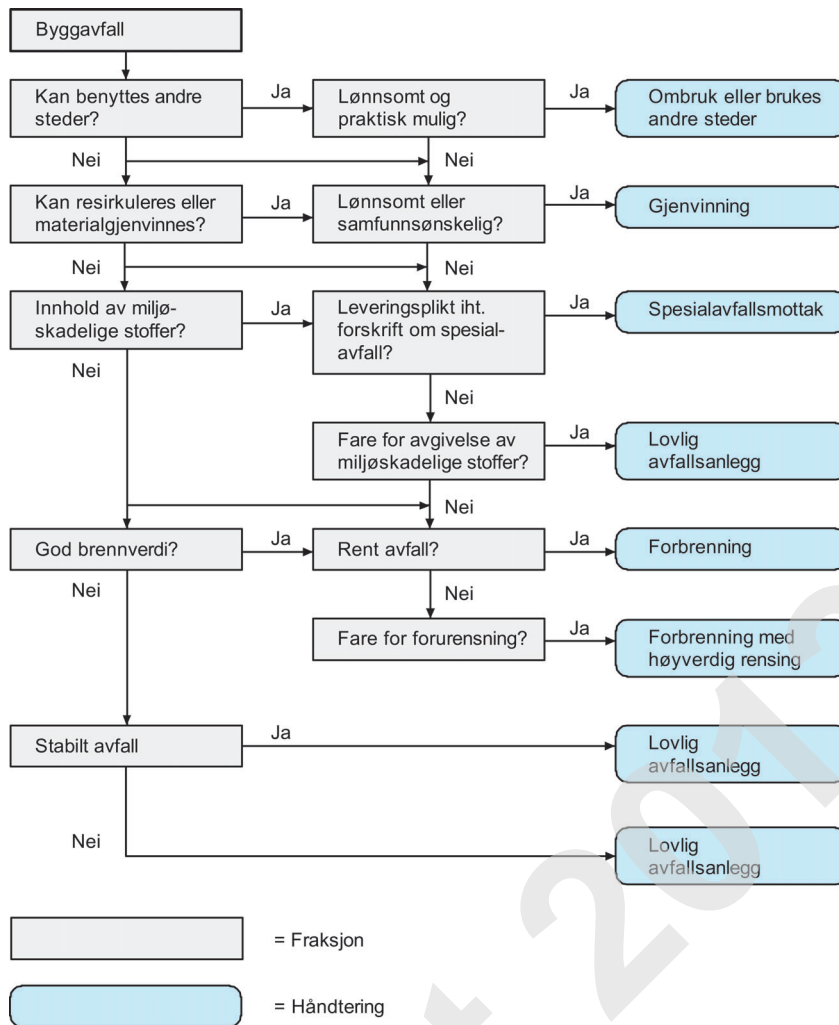 Byggavfall
Kan benyttes andre
steder?
Ja
Lønnsomt og
praktisk mulig?
Ja
Ombruk eller brukes
andre steder
Nei
Nei
Kan resirkuleres eller
materialgjenvinnes?
Ja
Lønnsomt eller
samfunnsønskelig?
Ja
Gjenvinning
Nei
Nei
Innhold av miljø-
skadelige stoffer?
Ja
Leveringsplikt iht.
forskrift om spesial-
avfall?
Ja
Spesialavfallsmottak
Nei
Nei
Fare for avgivelse av
miljøskadelige stoffer?
Ja
Lovlig
avfallsanlegg
Nei
God brennverdi?
Ja
Rent avfall?
Ja
Forbrenning
Nei
Nei
Fare for forurensning?
Ja
Forbrenning med
høyverdig rensing
Stabilt avfall
Ja
Lovlig
avfallsanlegg
Nei
Lovlig
avfallsanlegg
= Fraksjon
= Håndtering